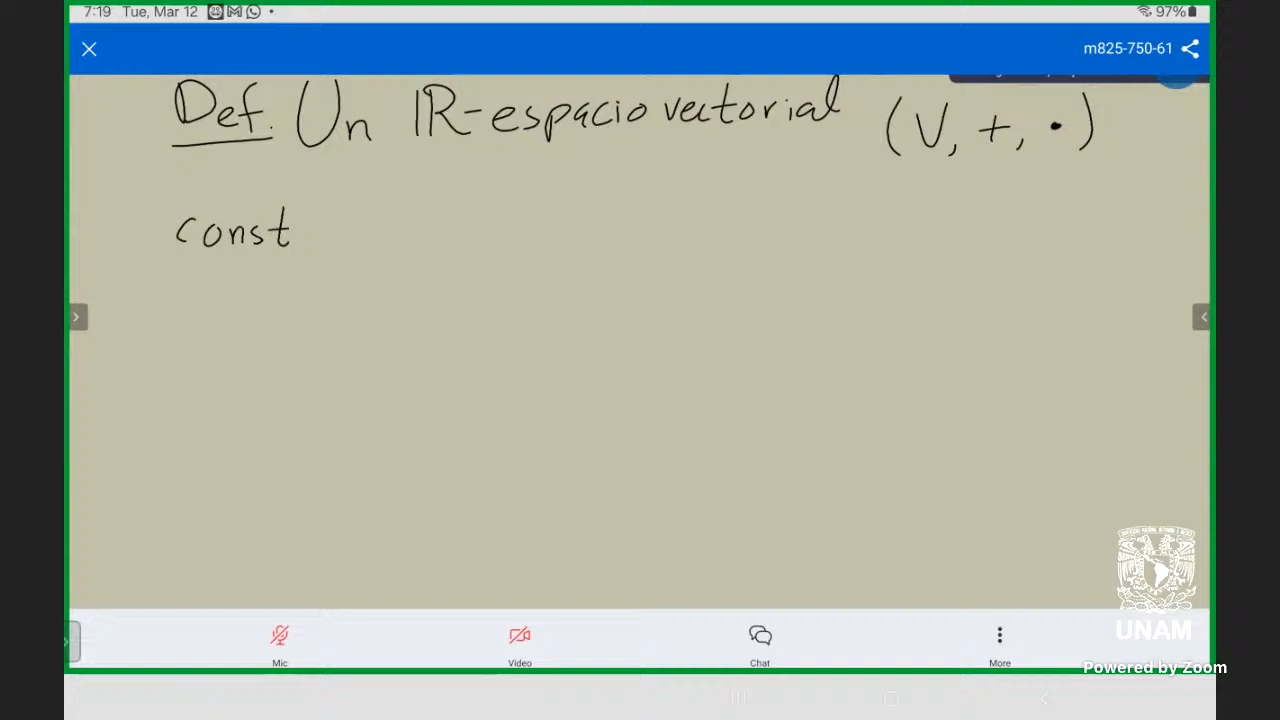 7:19 Tue, Mar 12 97%
m825-750-61
Def. Un IR-espacio vectorial (V, +, •)
const
UNAM
Mic Video Chat More
Powered by Zoom